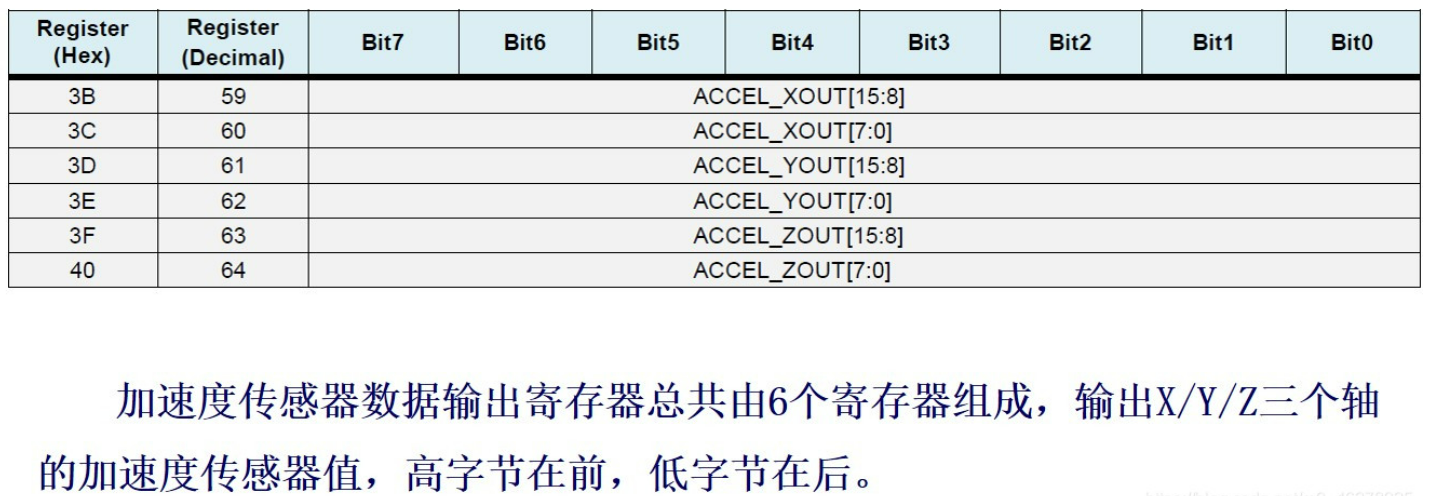 Register (Hex) Register (Decimal) Bit7 Bit6 Bit5 Bit4 Bit3 Bit2 Bit1 Bit0
3B 59 ACCEL_XOUT[15:8]
3C 60 ACCEL_XOUT[7:0]
3D 61 ACCEL_YOUT[15:8]
3E 62 ACCEL_YOUT[7:0]
3F 63 ACCEL_ZOUT[15:8]
40 64 ACCEL_ZOUT[7:0]
加速度传感器数据输出寄存器总共由6个寄存器组成，输出X/Y/Z三个轴
的加速度传感器值，高字节在前，低字节在后。